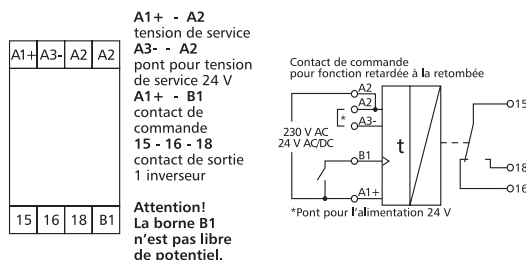 A1+ A3- A2 A2
15 16 18 B1
A1+ - A2
tension de service
A3- - A2
pont pour tension
de service 24 V
A1+ - B1
contact de
commande
15 - 16 - 18
contact de sortie
1 inverseur
Attention!
La borne B1
n'est pas libre
de potentiel.
Contact de commande
pour fonction retardée à la retombée
A2
A2
*
A3-
230 V AC
24 V AC/DC
B1
A1+
t
15
18
16
*Pont pour l'alimentation 24 V